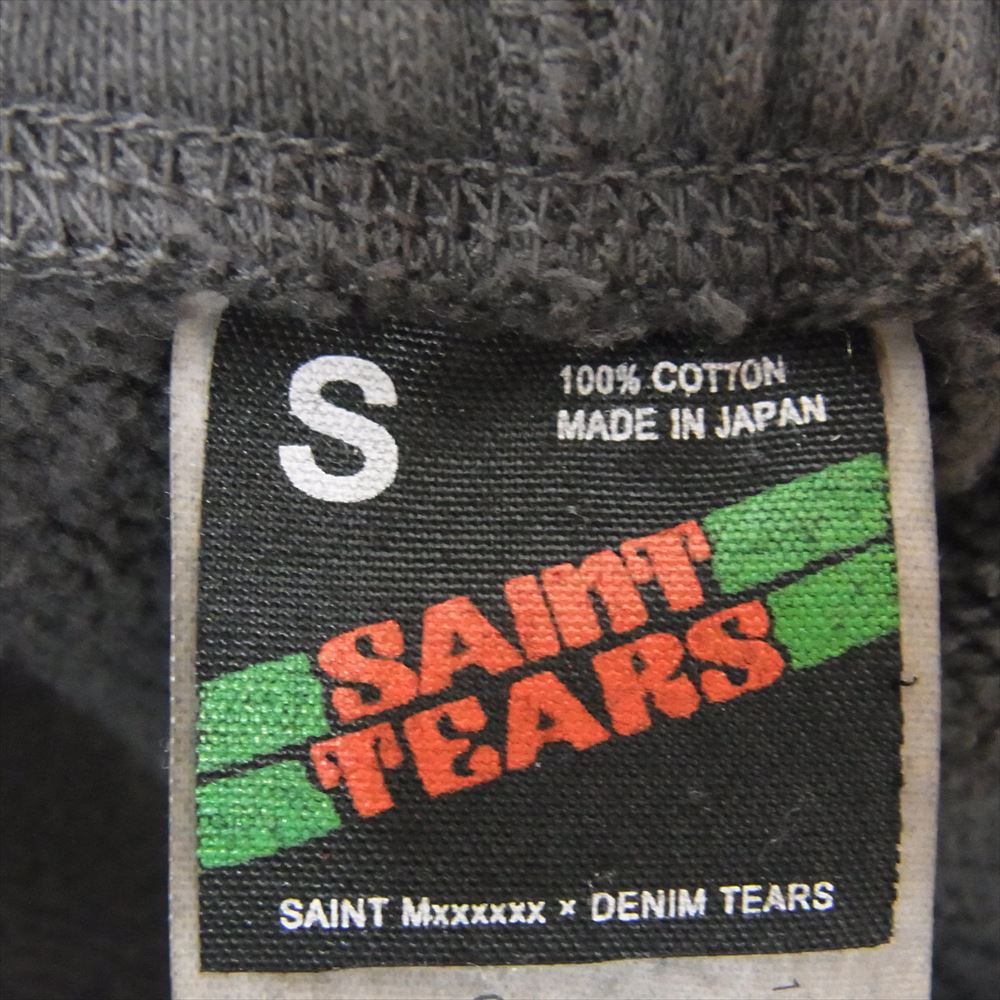 S
100% COTTON
MADE IN JAPAN
SAINT
TEARS
SAINT Mxxxxxx × DENIM TEARS